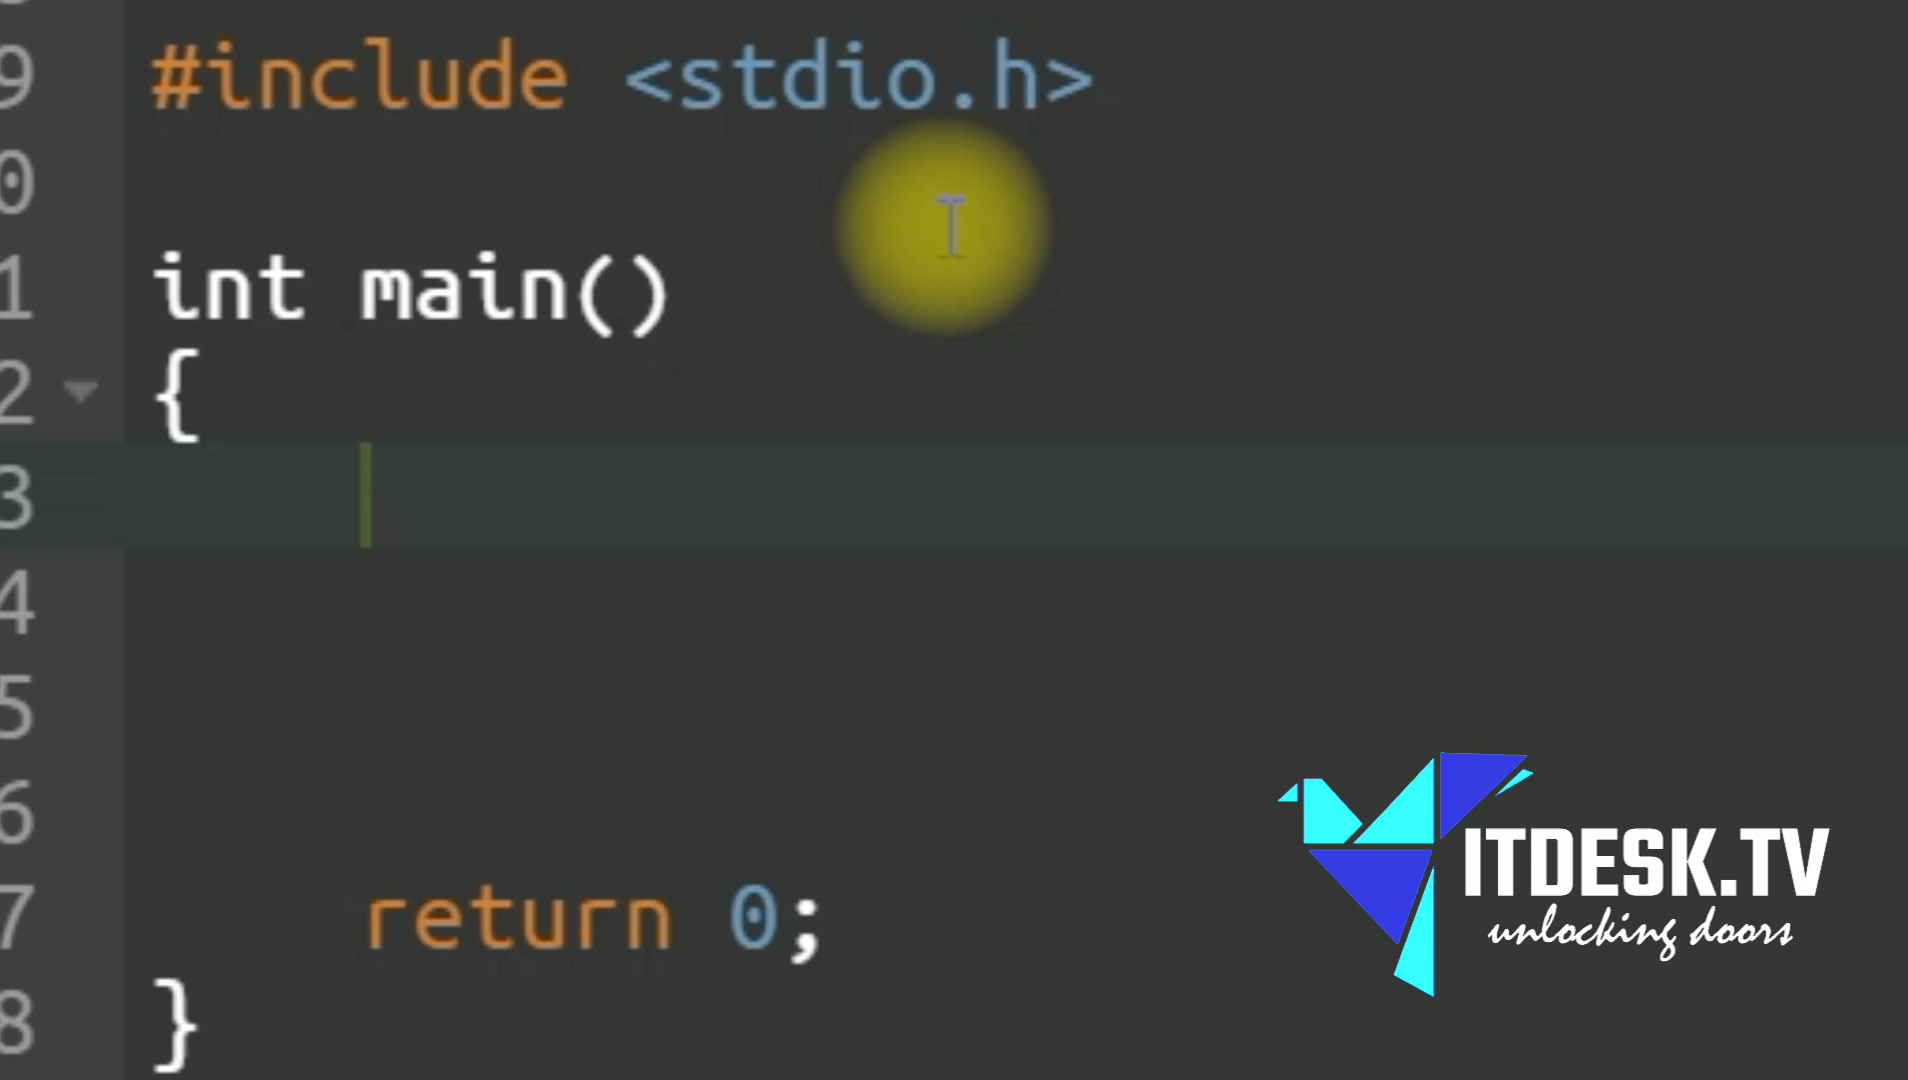 9 #include <stdio.h>
0
1 int main()
2 {
3
4
5
6
7 return 0;
8 }
ITDESK.TV
unlocking doors